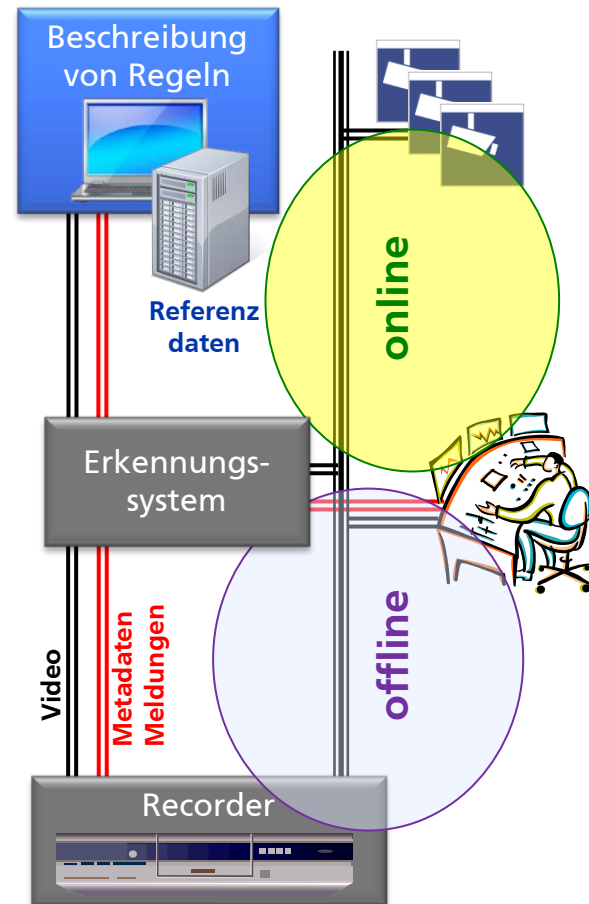 Beschreibung
von Regeln
Referenz
daten
online
Erkennungs-
system
offline
Video
Metadaten
Meldungen
Recorder